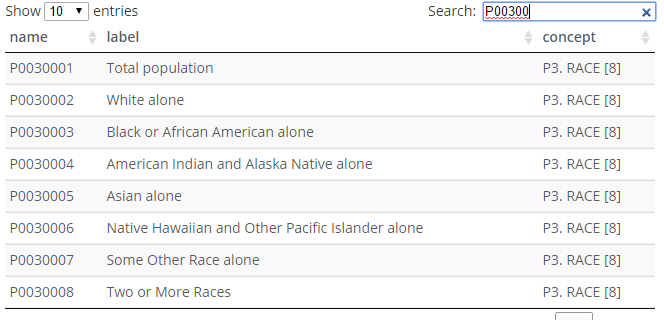 Show 10 entries Search: P00300
name label concept
P0030001 Total population P3. RACE [8]
P0030002 White alone P3. RACE [8]
P0030003 Black or African American alone P3. RACE [8]
P0030004 American Indian and Alaska Native alone P3. RACE [8]
P0030005 Asian alone P3. RACE [8]
P0030006 Native Hawaiian and Other Pacific Islander alone P3. RACE [8]
P0030007 Some Other Race alone P3. RACE [8]
P0030008 Two or More Races P3. RACE [8]